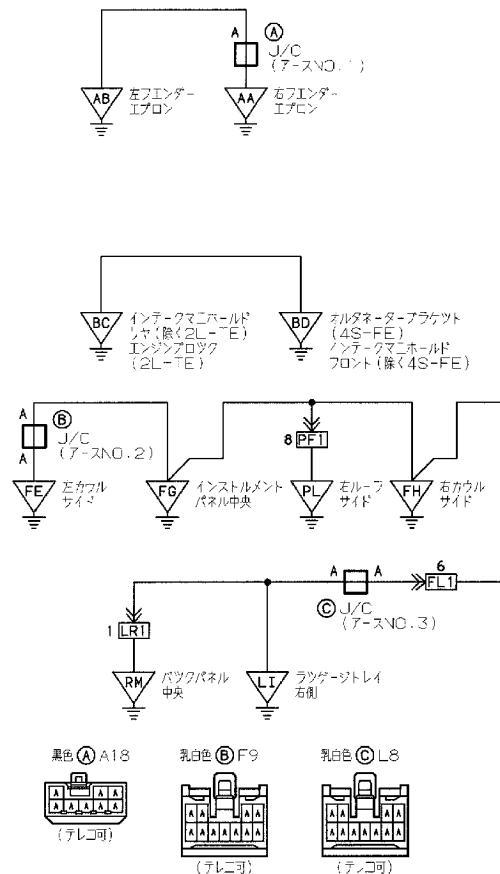 A Ⓐ
J/C
(アースNO.1)
AB 左フエンダー
エプロン
AA 右フエンダー
エプロン
BC インテークマニホールド
リヤ(除く2L-TE)
エンジンブロツク
(2L-TE)
BD オルタネーターブラケツト
(4S-FE)
インテークマニホールド
フロント(除く4S-FE)
A Ⓑ
J/C
(アースNO.2)
A
8 PF1
FE 左カウル
サイド
FG インストルメント
パネル中央
PL 右ルーフ
サイド
FH 右カウル
サイド
A A 6
FL1
Ⓒ J/C
(アースNO.3)
1 LR1
RM バツクパネル
中央
LI ラツゲージトレイ
右側
黒色 Ⓐ A18
乳白色 Ⓑ F9
乳白色 Ⓒ L8
A A A A
A A A A A
(テレコ可)
A A A A
A A A A A A
(テレコ可)
A A A A
A A A A A A
(テレコ可)